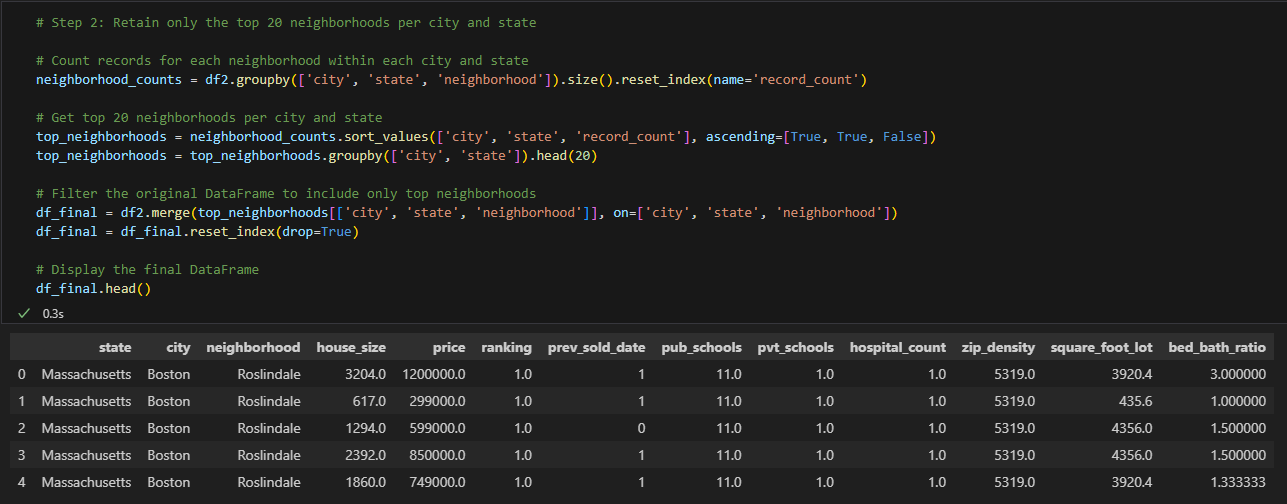 # Step 2: Retain only the top 20 neighborhoods per city and state
# Count records for each neighborhood within each city and state
neighborhood_counts = df2.groupby(['city', 'state', 'neighborhood']).size().reset_index(name='record_count')
# Get top 20 neighborhoods per city and state
top_neighborhoods = neighborhood_counts.sort_values(['city', 'state', 'record_count'], ascending=[True, True, False])
top_neighborhoods = top_neighborhoods.groupby(['city', 'state']).head(20)
# Filter the original DataFrame to include only top neighborhoods
df_final = df2.merge(top_neighborhoods[['city', 'state', 'neighborhood']], on=['city', 'state', 'neighborhood'])
df_final = df_final.reset_index(drop=True)
# Display the final DataFrame
df_final.head()
0.3s
state city neighborhood house_size price ranking prev_sold_date pub_schools pvt_schools hospital_count zip_density square_foot_lot bed_bath_ratio
0 Massachusetts Boston Roslindale 3204.0 1200000.0 1.0 1 11.0 1.0 1.0 5319.0 3920.4 3.000000
1 Massachusetts Boston Roslindale 617.0 299000.0 1.0 1 11.0 1.0 1.0 5319.0 435.6 1.000000
2 Massachusetts Boston Roslindale 1294.0 599000.0 1.0 0 11.0 1.0 1.0 5319.0 4356.0 1.500000
3 Massachusetts Boston Roslindale 2392.0 850000.0 1.0 1 11.0 1.0 1.0 5319.0 4356.0 1.500000
4 Massachusetts Boston Roslindale 1860.0 749000.0 1.0 1 11.0 1.0 1.0 5319.0 3920.4 1.333333